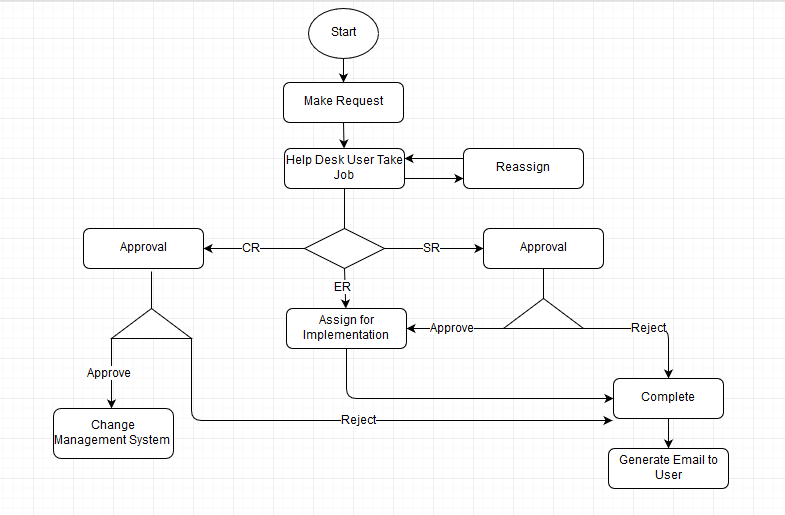 Start
Make Request
Help Desk User Take
Job
Reassign
Approval
CR
SR
Approval
ER
Assign for
Implementation
Approve
Reject
Approve
Complete
Change
Management System
Reject
Generate Email to
User